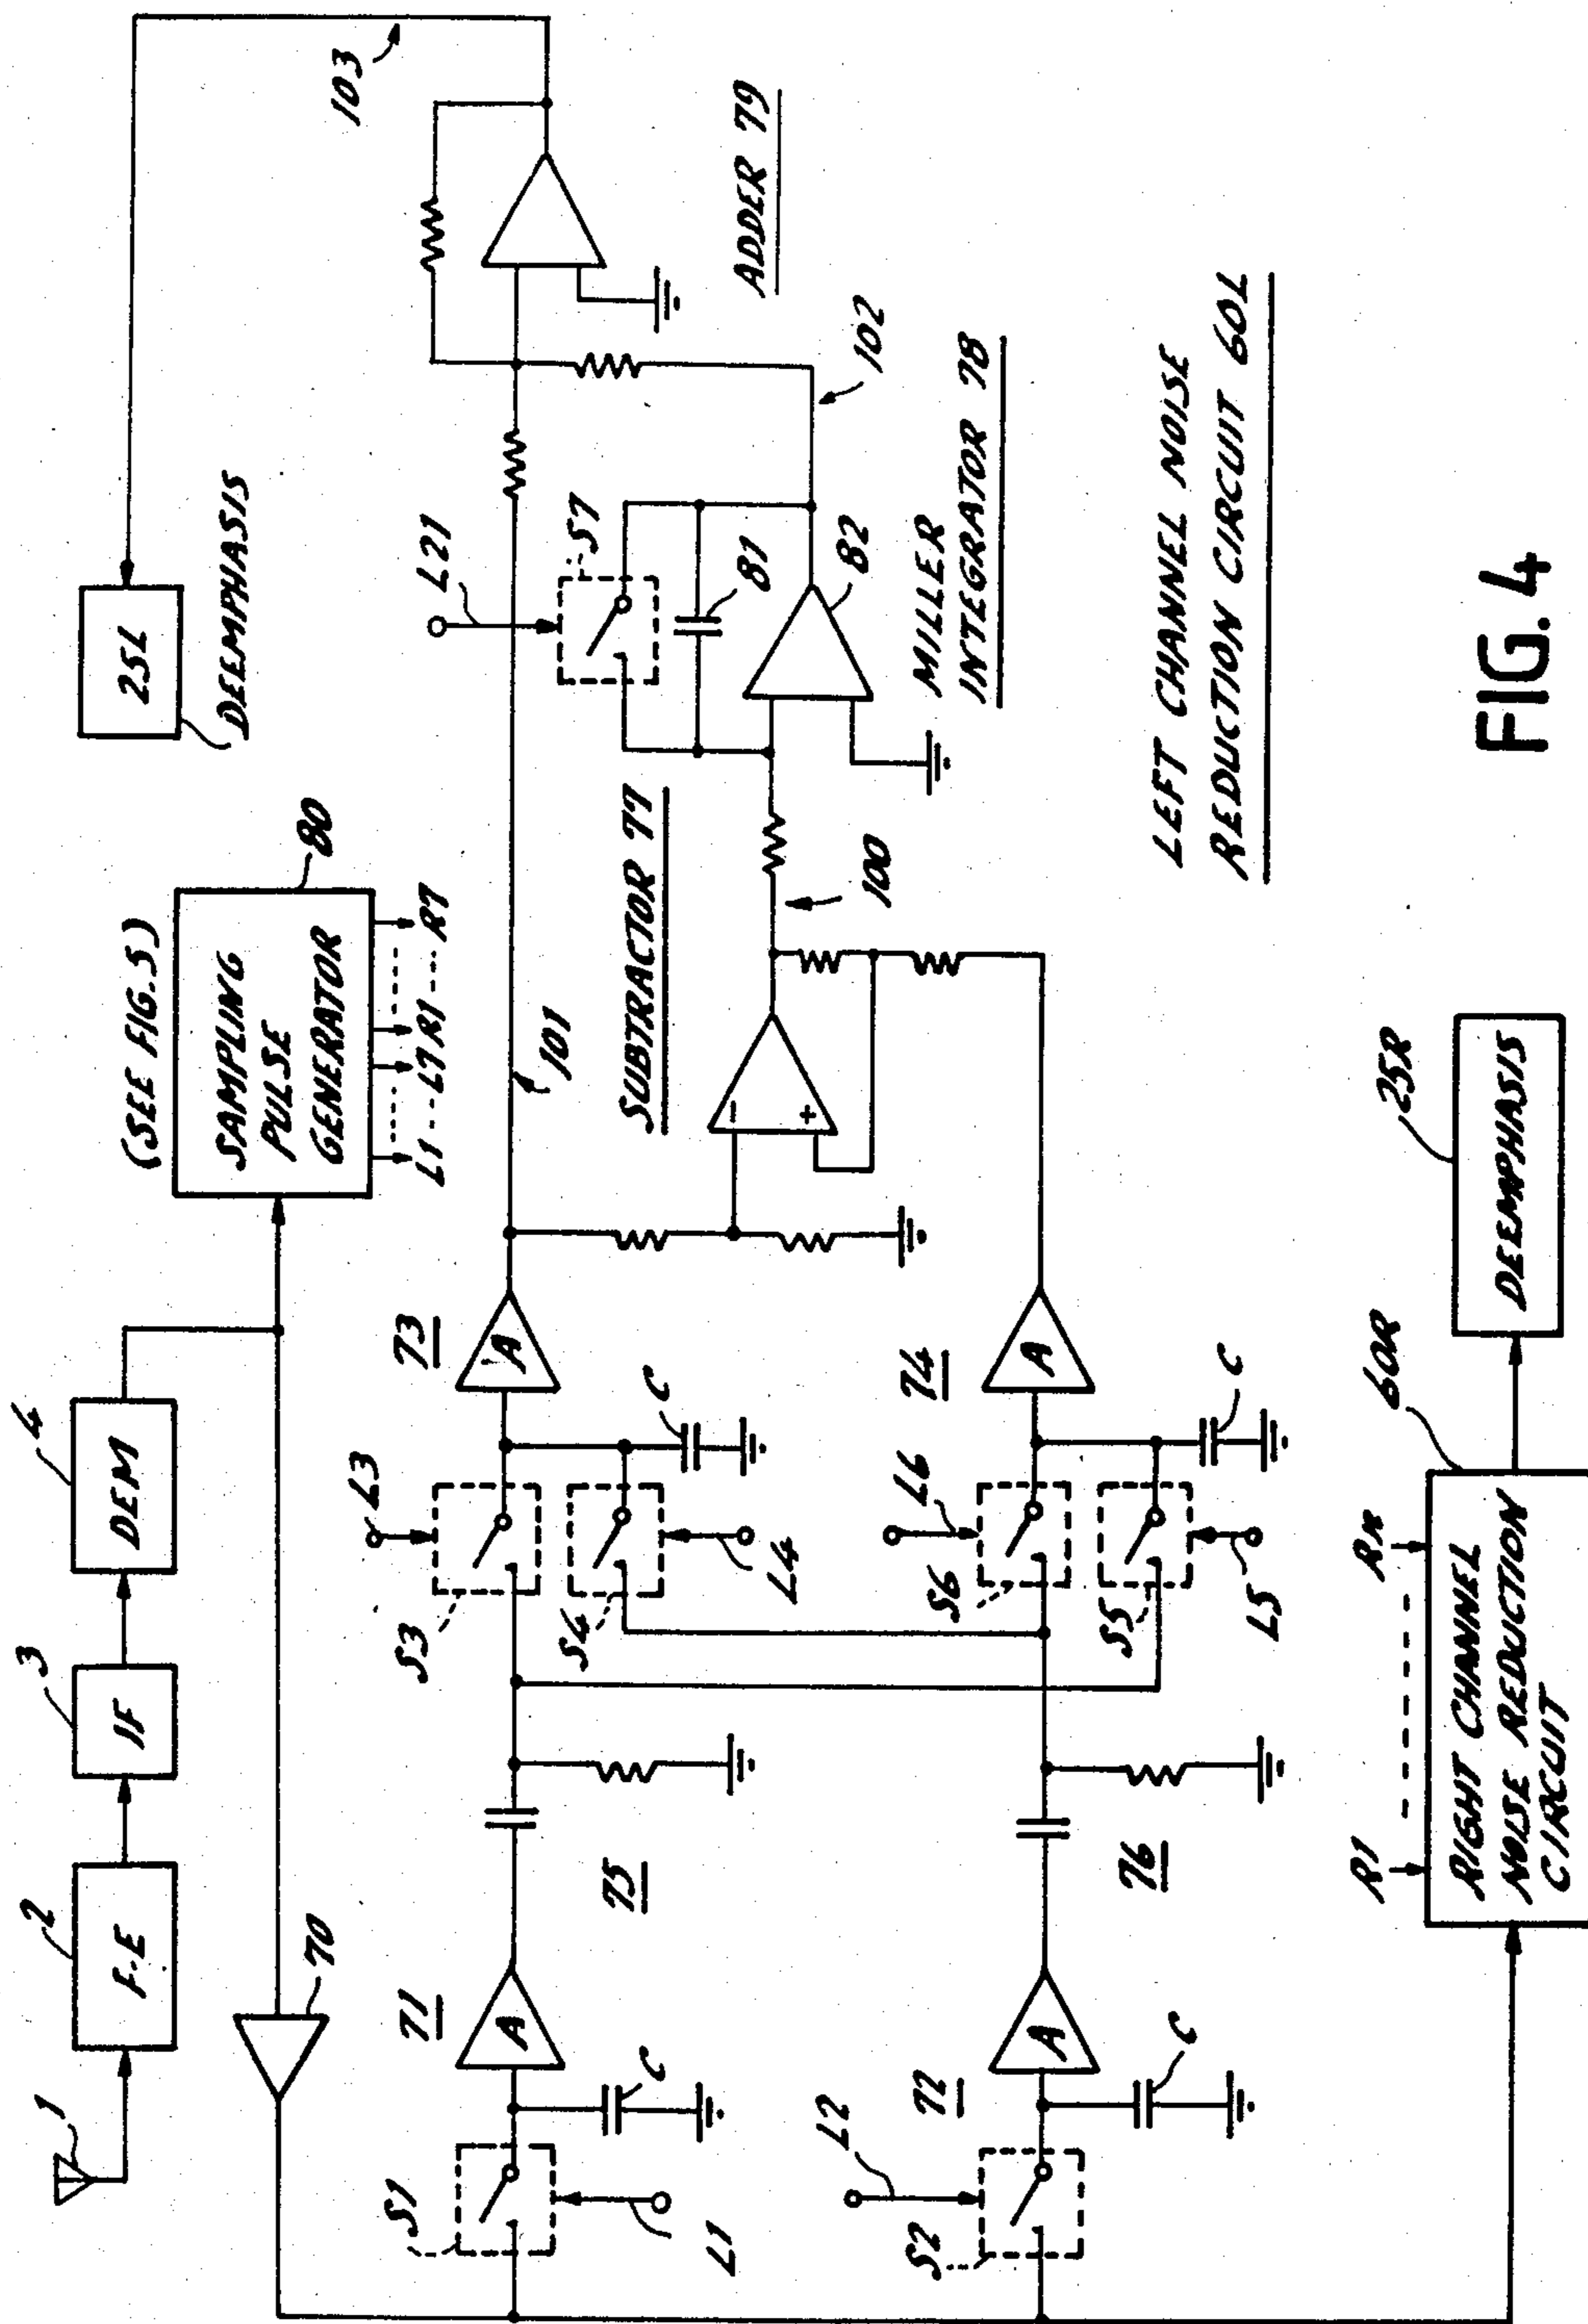 1
2
F-E
3
IF
4
DEM
70
(SEE FIG. 5)
SAMPLING
PULSE
GENERATOR
80
L1 ---- L7 R1 ---- R7
25L
DEEMPHASIS
103
S1
L1
71
A
C
75
S3
L3
S4
L4
C
73
A
101
SUBTRACTOR 77
-
+
100
L21
S7
81
82
MILLER
INTEGRATOR 78
102
ADDER 79
S2
L2
72
A
C
76
S6
L6
S5
L5
C
74
A
LEFT CHANNEL NOISE
REDUCTION CIRCUIT 60L
R1 ---- Rn
RIGHT CHANNEL
NOISE REDUCTION
CIRCUIT
60R
25R
DEEMPHASIS
FIG. 4